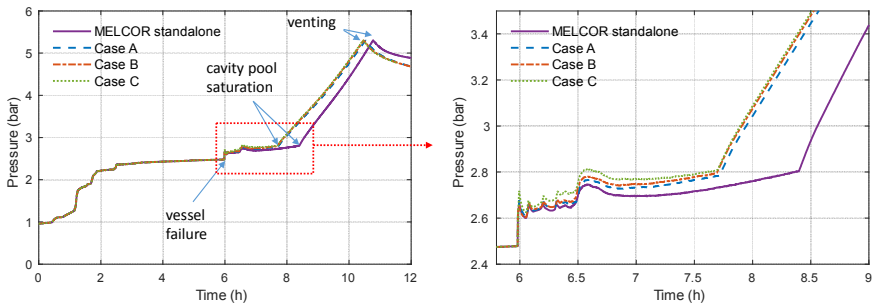 6
5
4
3
2
1
0
Pressure (bar)
0 2 4 6 8 10 12
Time (h)
MELCOR standalone
Case A
Case B
Case C
venting
cavity pool
saturation
vessel
failure
3.4
3.2
3
2.8
2.6
2.4
Pressure (bar)
6 6.5 7 7.5 8 8.5 9
Time (h)
MELCOR standalone
Case A
Case B
Case C